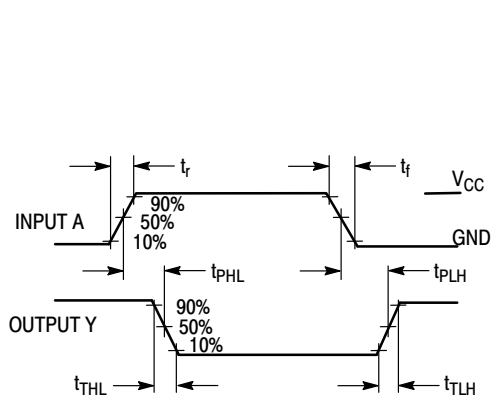 tr
tf
VCC
90%
INPUT A
50%
10%
GND
tPHL
tPLH
90%
OUTPUT Y
50%
10%
tTHL
tTLH